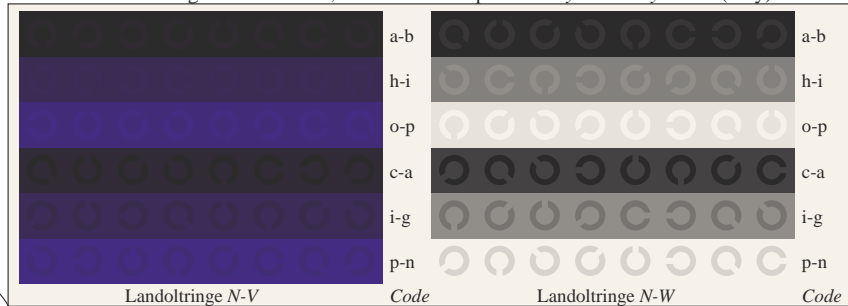 a-b a-b
h-i h-i
o-p o-p
c-a c-a
i-g i-g
p-n p-n
Landoltringe N-V Code Landoltringe N-W Code